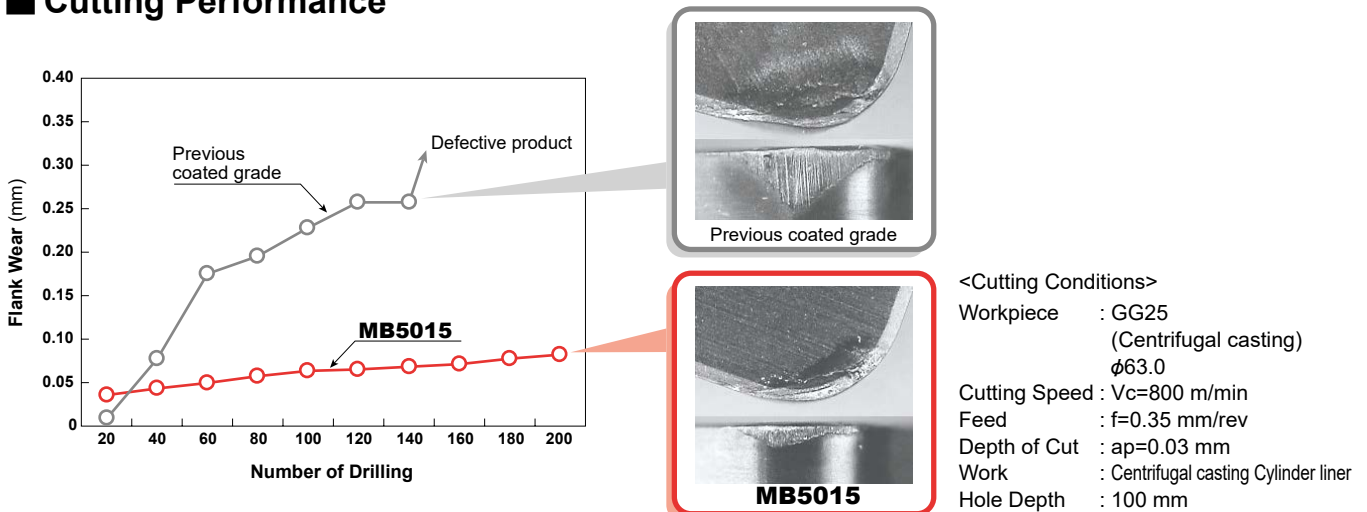 ■ Cutting Performance
Flank Wear (mm)
0.40
0.35
0.30
0.25
0.20
0.15
0.10
0.05
0
20 40 60 80 100 120 140 160 180 200
Number of Drilling
Previous
coated grade
Defective product
MB5015
Previous coated grade
MB5015
<Cutting Conditions>
Workpiece : GG25
(Centrifugal casting)
ϕ63.0
Cutting Speed : Vc=800 m/min
Feed : f=0.35 mm/rev
Depth of Cut : ap=0.03 mm
Work : Centrifugal casting Cylinder liner
Hole Depth : 100 mm